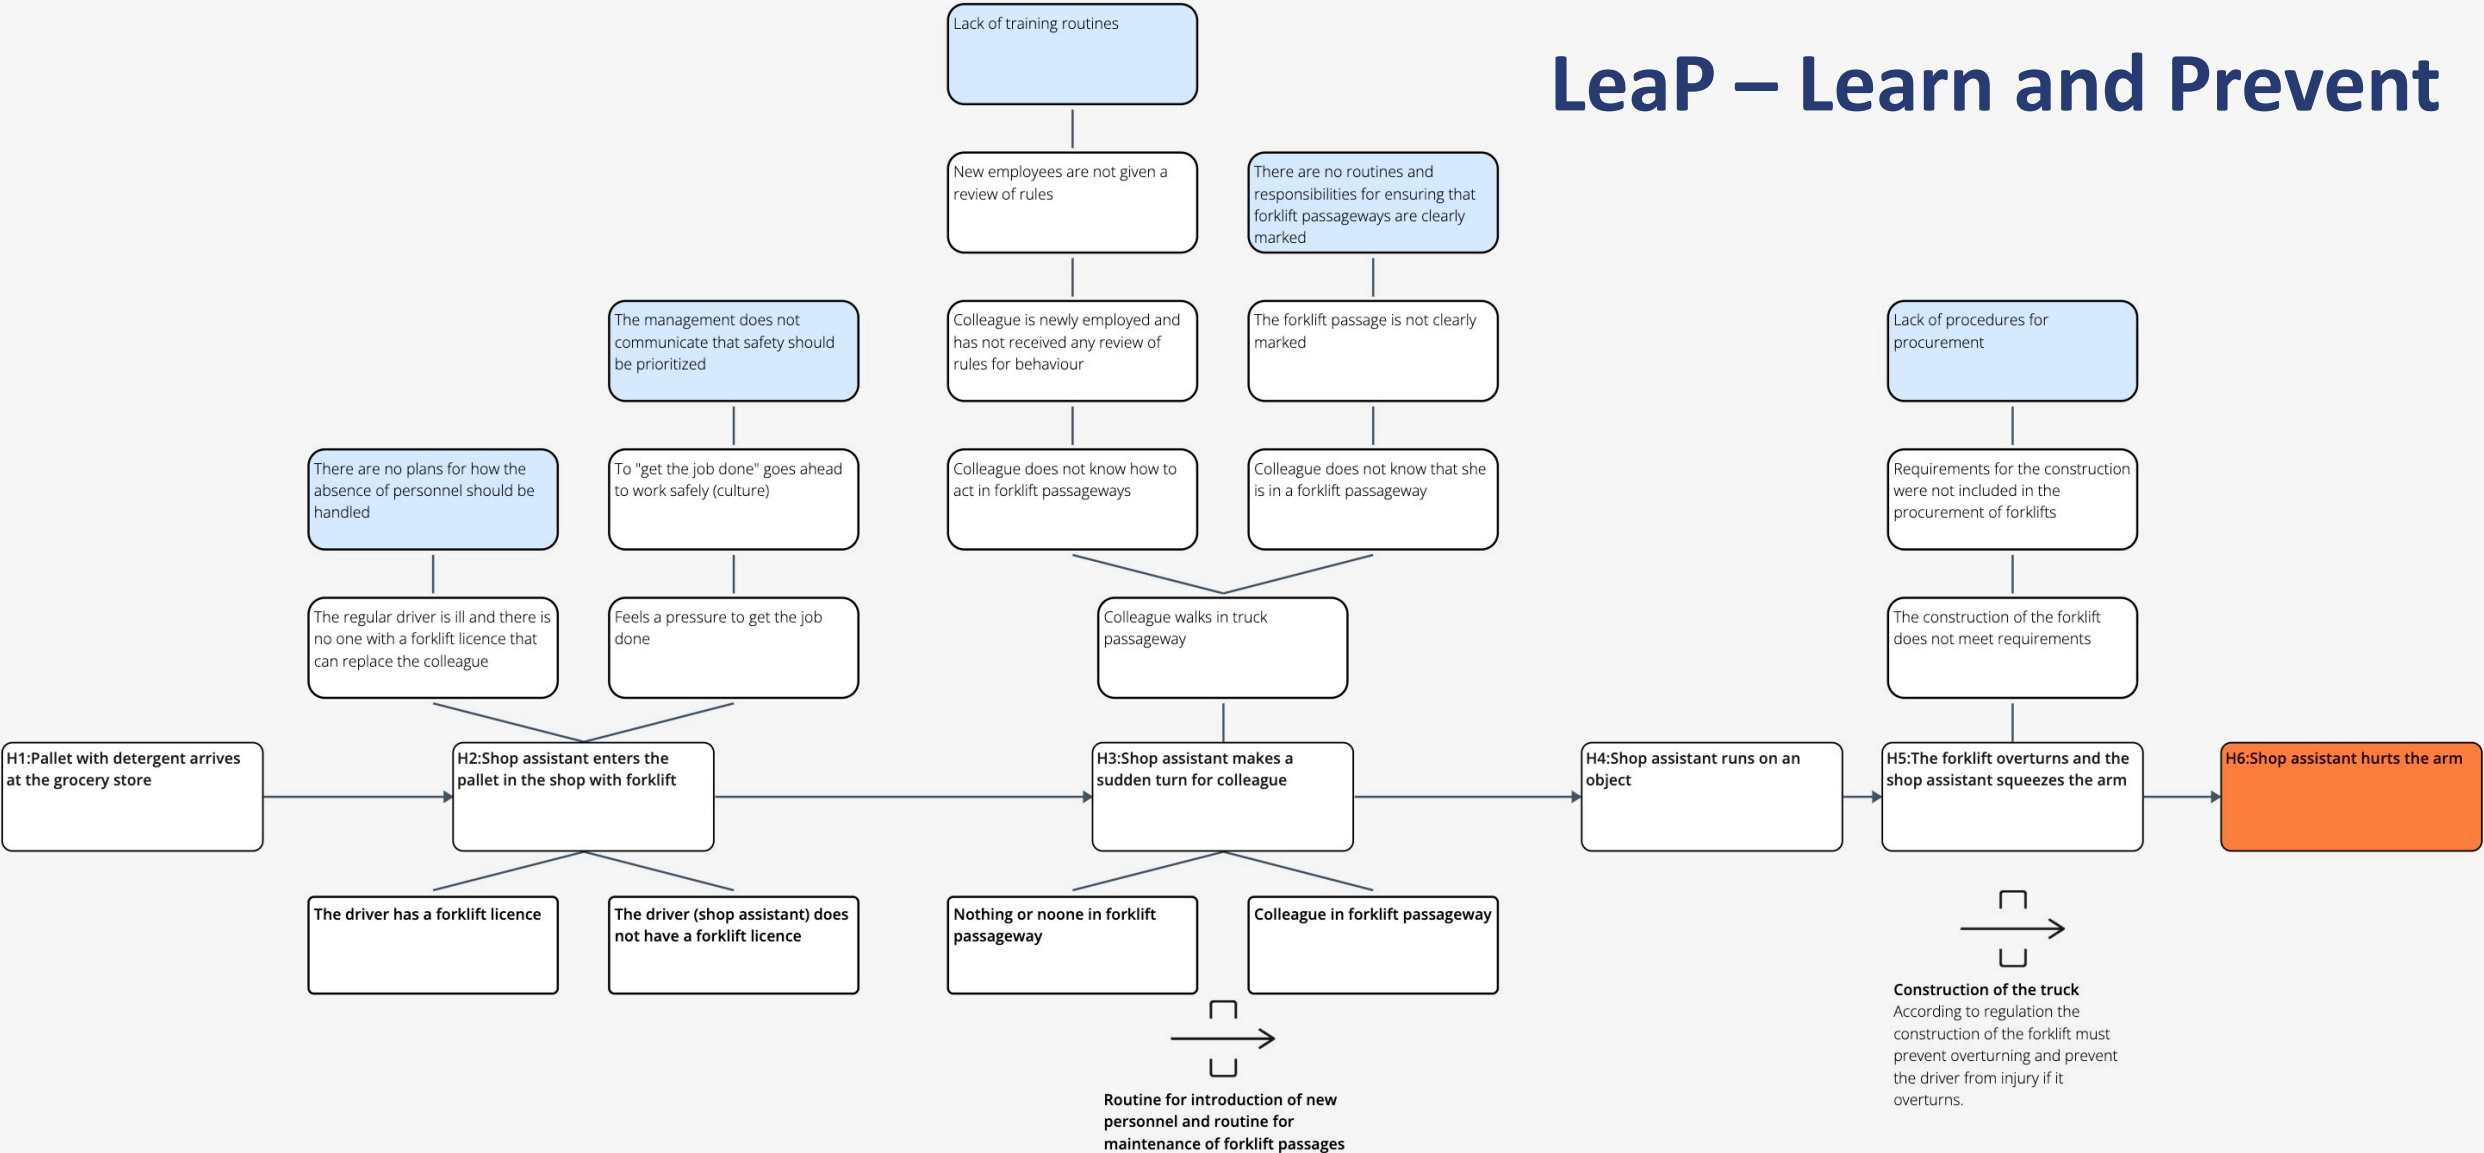 Lack of training routines
LeaP – Learn and Prevent
New employees are not given a
review of rules
There are no routines and
responsibilities for ensuring that
forklift passageways are clearly
marked
The management does not
communicate that safety should
be prioritized
Colleague is newly employed and
has not received any review of
rules for behaviour
The forklift passage is not clearly
marked
Lack of procedures for
procurement
There are no plans for how the
absence of personnel should be
handled
To "get the job done" goes ahead
to work safely (culture)
Colleague does not know how to
act in forklift passageways
Colleague does not know that she
is in a forklift passageway
Requirements for the construction
were not included in the
procurement of forklifts
The regular driver is ill and there is
no one with a forklift licence that
can replace the colleague
Feels a pressure to get the job
done
Colleague walks in truck
passageway
The construction of the forklift
does not meet requirements
H1:Pallet with detergent arrives
at the grocery store
H2:Shop assistant enters the
pallet in the shop with forklift
H3:Shop assistant makes a
sudden turn for colleague
H4:Shop assistant runs on an
object
H5:The forklift overturns and the
shop assistant squeezes the arm
H6:Shop assistant hurts the arm
The driver has a forklift licence
The driver (shop assistant) does
not have a forklift licence
Nothing or noone in forklift
passageway
Colleague in forklift passageway
Construction of the truck
According to regulation the
construction of the forklift must
prevent overturning and prevent
the driver from injury if it
overturns.
Routine for introduction of new
personnel and routine for
maintenance of forklift passages